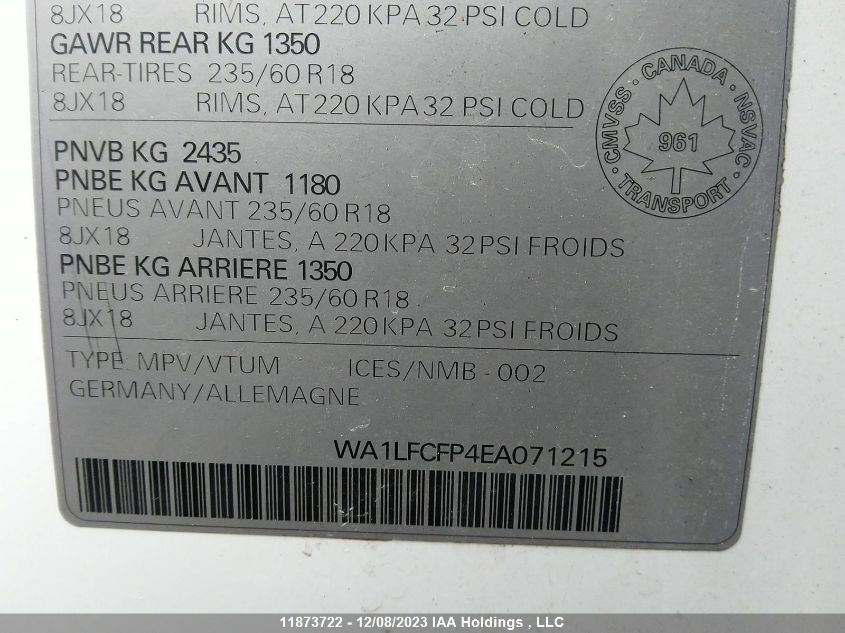 8JX18 RIMS, AT 220 KPA 32 PSI COLD
GAWR REAR KG 1350
REAR-TIRES 235/60 R18
8JX18 RIMS, AT 220 KPA 32 PSI COLD
CMVSS · CANADA · NSVAC · TRANSPORT ·
961
PNVB KG 2435
PNBE KG AVANT 1180
PNEUS AVANT 235/60 R18
8JX18 JANTES, A 220 KPA 32 PSI FROIDS
PNBE KG ARRIERE 1350
PNEUS ARRIERE 235/60 R18
8JX18 JANTES, A 220 KPA 32 PSI FROIDS
TYPE: MPV/VTUM ICES/NMB - 002
GERMANY/ALLEMAGNE
WA1LFCFP4EA071215
11873722 - 12/08/2023 IAA Holdings , LLC